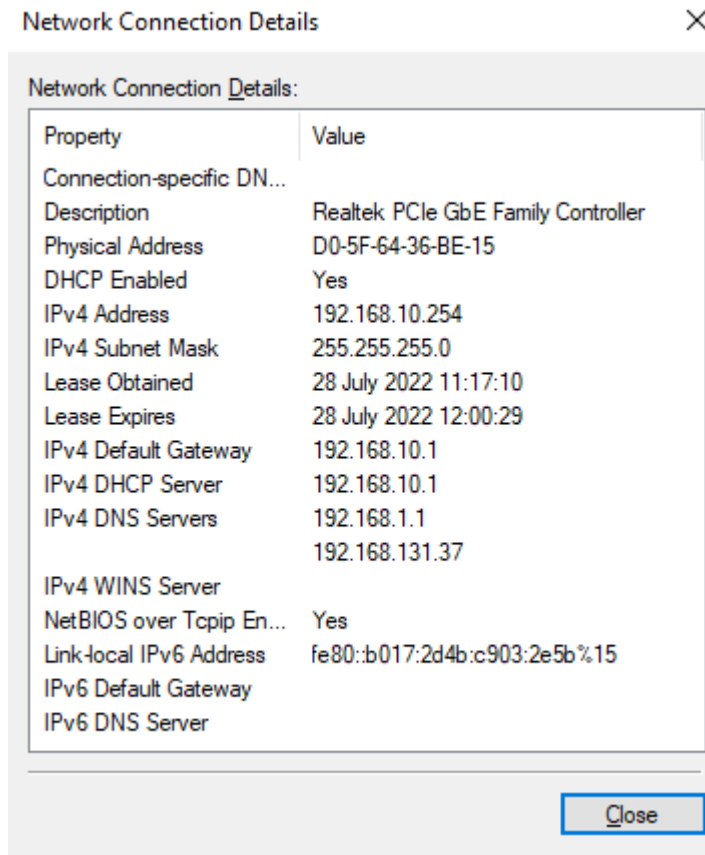 Network Connection Details
Network Connection Details:
Property Value
Connection-specific DN...
Description Realtek PCIe GbE Family Controller
Physical Address D0-5F-64-36-BE-15
DHCP Enabled Yes
IPv4 Address 192.168.10.254
IPv4 Subnet Mask 255.255.255.0
Lease Obtained 28 July 2022 11:17:10
Lease Expires 28 July 2022 12:00:29
IPv4 Default Gateway 192.168.10.1
IPv4 DHCP Server 192.168.10.1
IPv4 DNS Servers 192.168.1.1
192.168.131.37
IPv4 WINS Server
NetBIOS over Tcpip En... Yes
Link-local IPv6 Address fe80::b017:2d4b:c903:2e5b%15
IPv6 Default Gateway
IPv6 DNS Server
Close